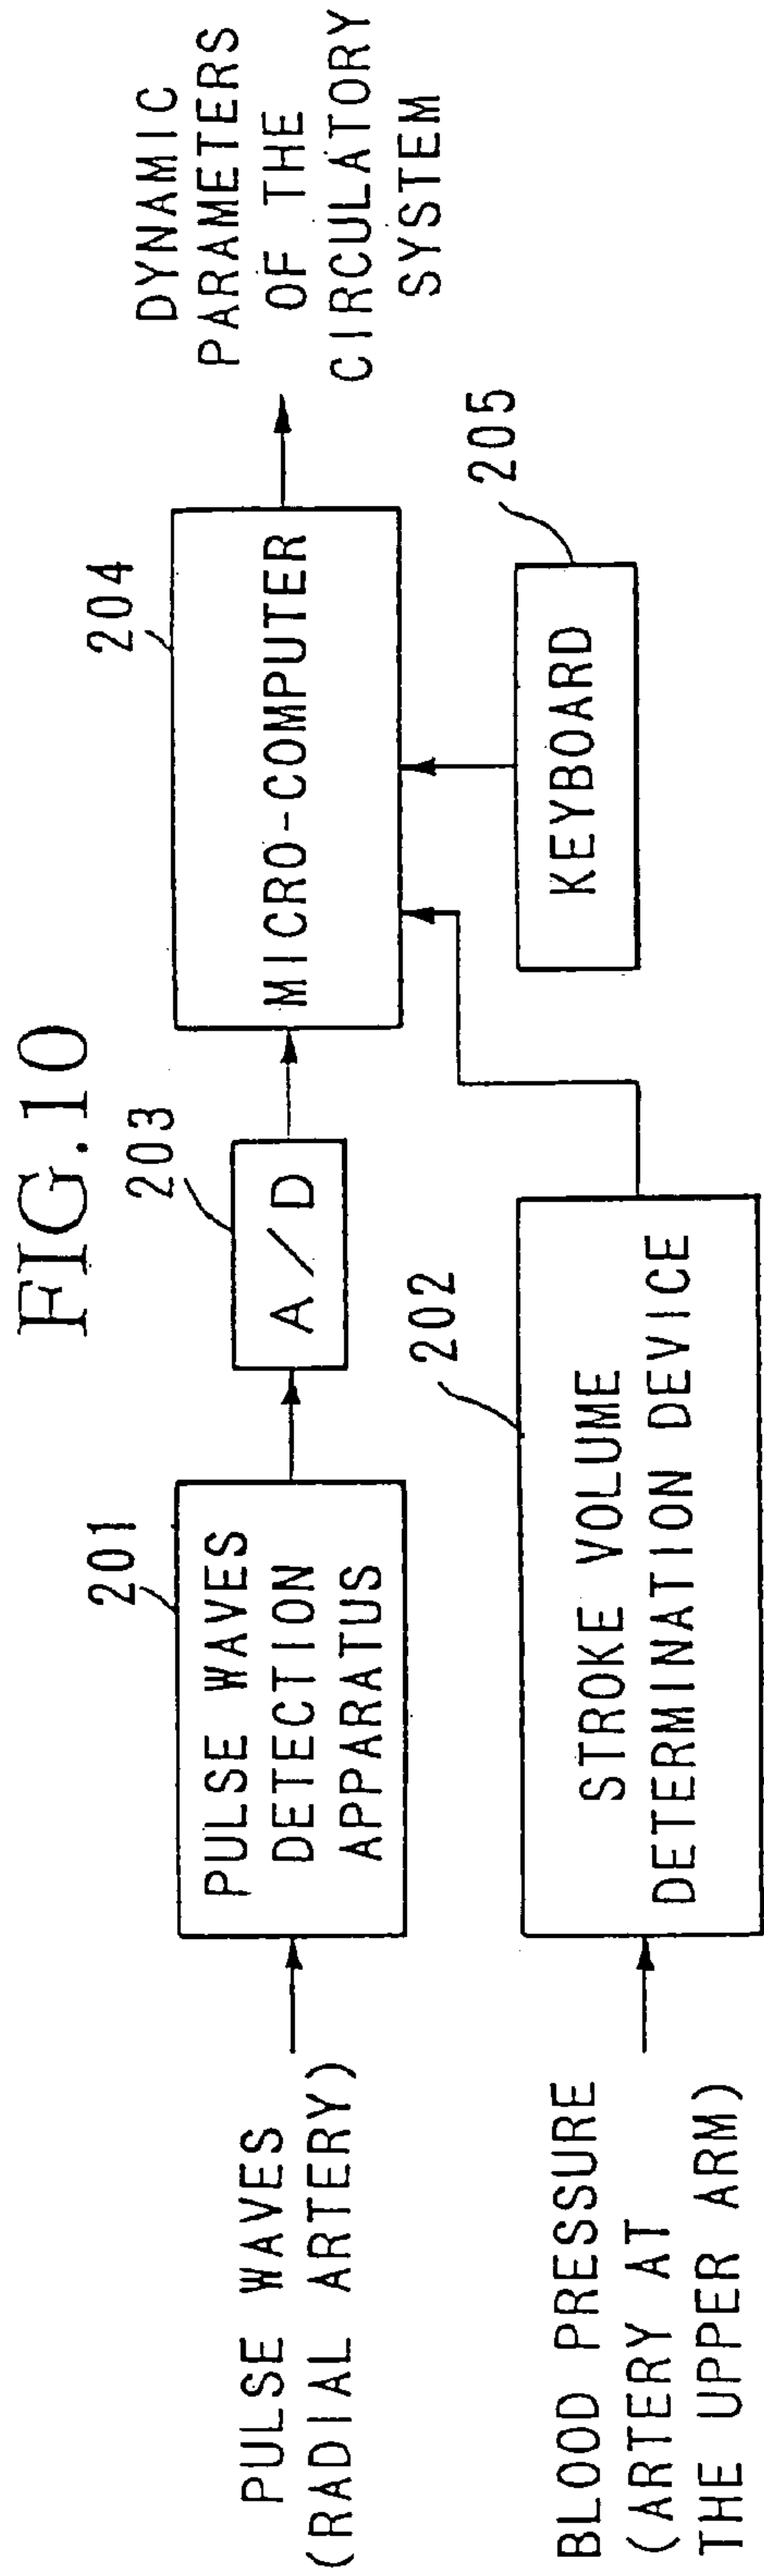 FIG.10
PULSE WAVES
(RADIAL ARTERY)
201
PULSE WAVES
DETECTION
APPARATUS
203
A/D
204
MICRO-COMPUTER
DYNAMIC
PARAMETERS
OF THE
CIRCULATORY
SYSTEM
BLOOD PRESSURE
(ARTERY AT
THE UPPER ARM)
202
STROKE VOLUME
DETERMINATION DEVICE
205
KEYBOARD